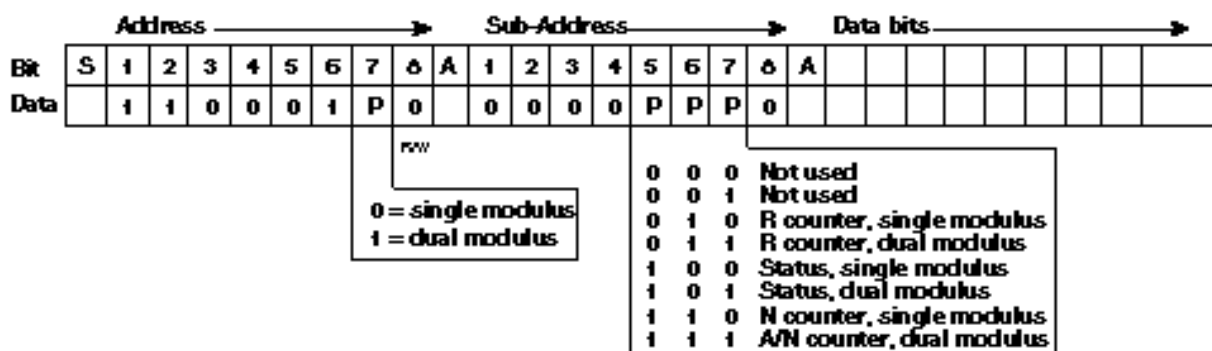 Address Sub-Address Data bits
Bit S 1 2 3 4 5 6 7 8 A 1 2 3 4 5 6 7 8 A
Data 1 1 0 0 0 1 P 0 0 0 0 0 P P P 0
R/W
0 = single modulus
1 = dual modulus
0 0 0 Not used
0 0 1 Not used
0 1 0 R counter, single modulus
0 1 1 R counter, dual modulus
1 0 0 Status, single modulus
1 0 1 Status, dual modulus
1 1 0 N counter, single modulus
1 1 1 A/N counter, dual modulus